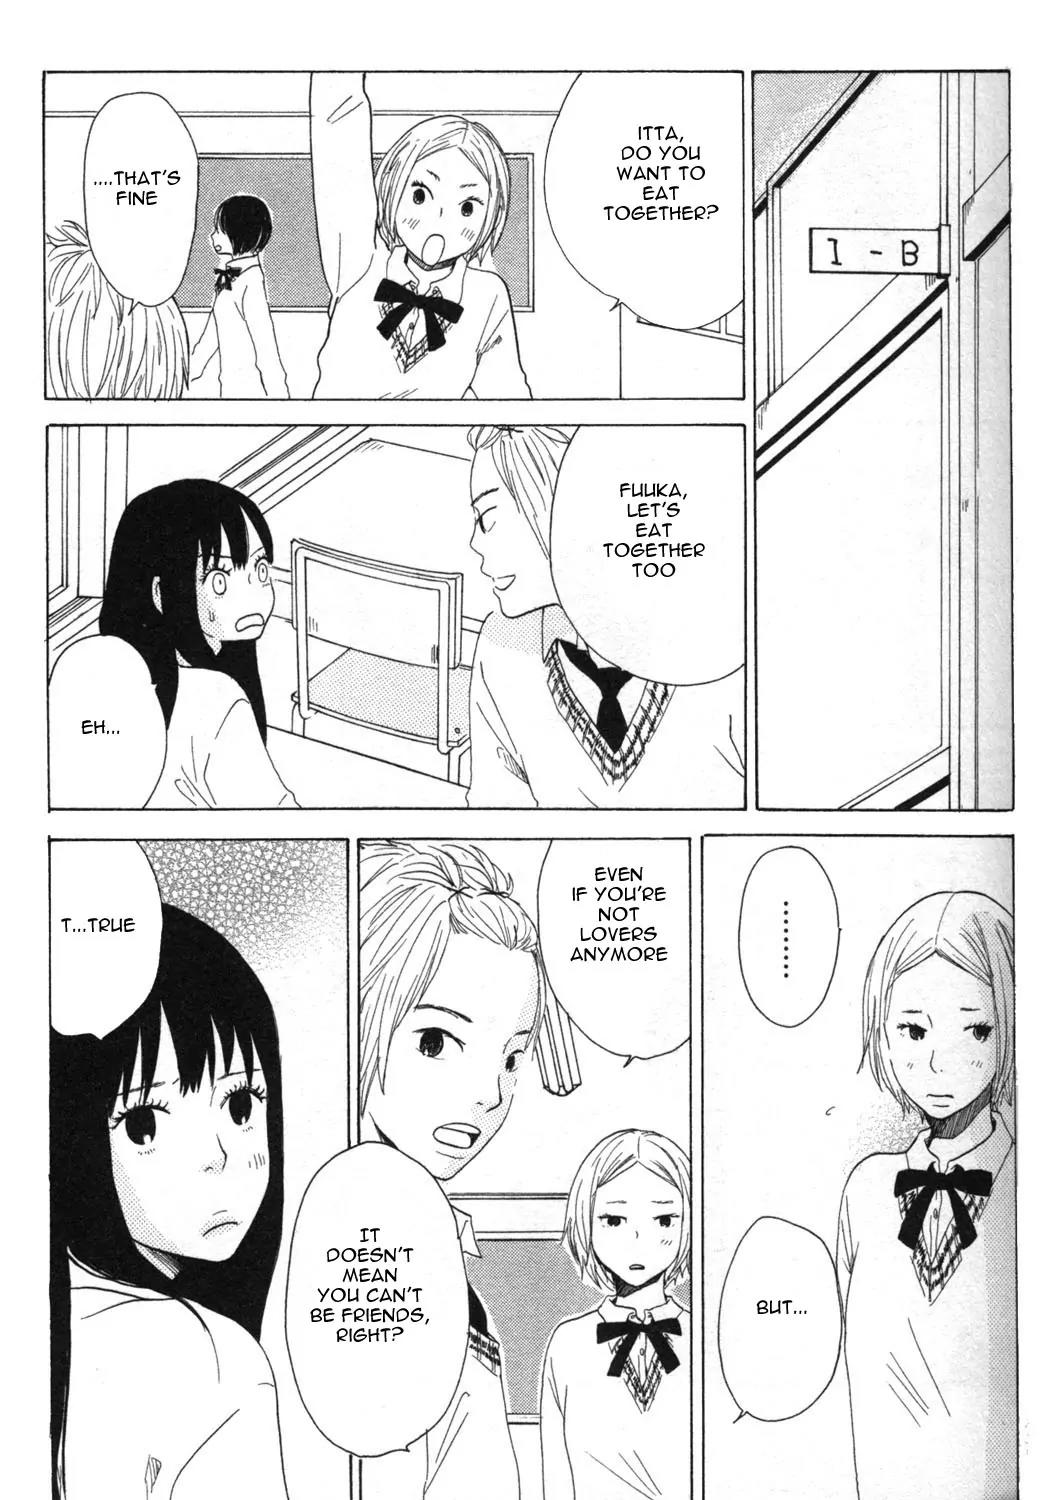 1-B
ITTA,
DO YOU
WANT TO
EAT
TOGETHER?
....THAT'S
FINE
FUUKA,
LET'S
EAT
TOGETHER
TOO
EH...
.........
BUT...
EVEN
IF YOU'RE
NOT
LOVERS
ANYMORE
IT
DOESN'T
MEAN
YOU CAN'T
BE FRIENDS,
RIGHT?
T...TRUE